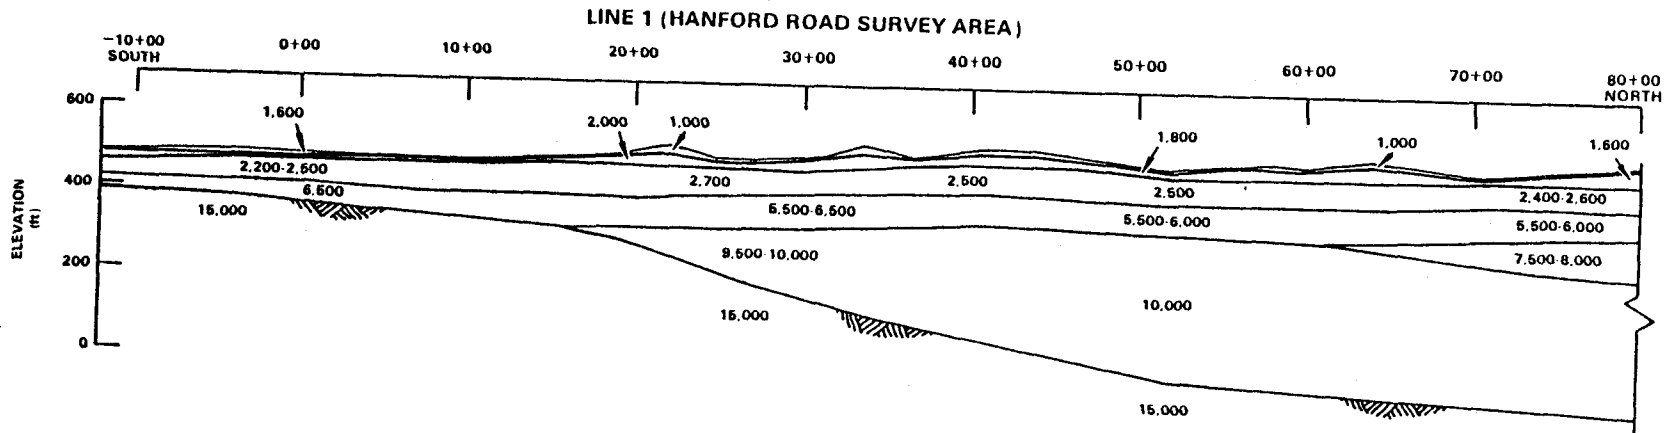 LINE 1 (HANFORD ROAD SURVEY AREA)
-10+00 0+00 10+00 20+00 30+00 40+00 50+00 60+00 70+00 80+00
SOUTH NORTH
600
1.600 2,000 1,000 1.800 1,000 1.600
2,200-2,500 2,700 2,500 2,500 2,400-2,600
400
6,500
15,000 5,500-6,500 5,500-6,000 5,500-6,000
ELEVATION
(ft)
200
9,500-10,000 7,500-8,000
15,000 10,000
0
15,000